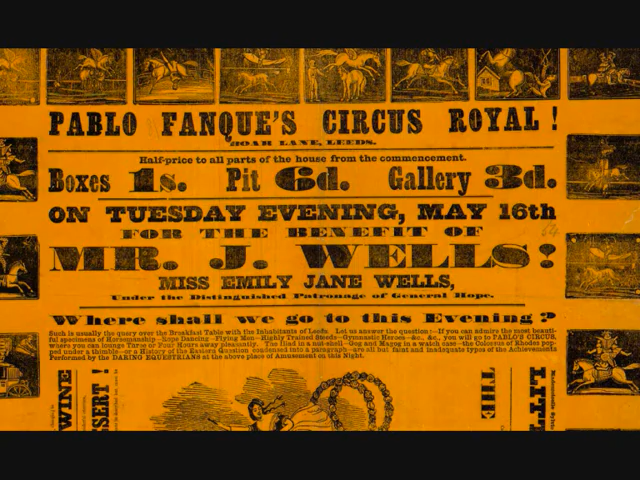 PABLO FANQUE'S CIRCUS ROYAL!
BOAR LANE, LEEDS.
Half-price to all parts of the house from the commencement.
Boxes 1s. Pit 6d. Gallery 3d.
ON TUESDAY EVENING, MAY 16th
FOR THE BENEFIT OF
MR. J. WELLS!
MISS EMILY JANE WELLS,
Under the Distinguished Patronage of General Hope.
Where shall we go to this Evening?
Such is usually the query over the Breakfast Table with the Inhabitants of Leeds. Let us answer the question:—If you can admire the most beauti-
ful specimens of Horsemanship—Rope Dancing—Flying Men—Highly Trained Steeds—Gymnastic Heroes—&c., &c., you will go to PABLO'S CIRCUS,
where you can lounge Three or Four Hours away pleasantly. The Iliad in a nut-shell—Gog and Magog in a watch case—the Colossus of Rhodes pop-
ped under a thimble—or a History of the Eastern Question condensed into a paragraph—are all but faint and inadequate types of the Achievements
Performed by the DARING EQUESTRIANS at the above place of Amusement on this Night.
WINE
SSERT!
THE
LITT